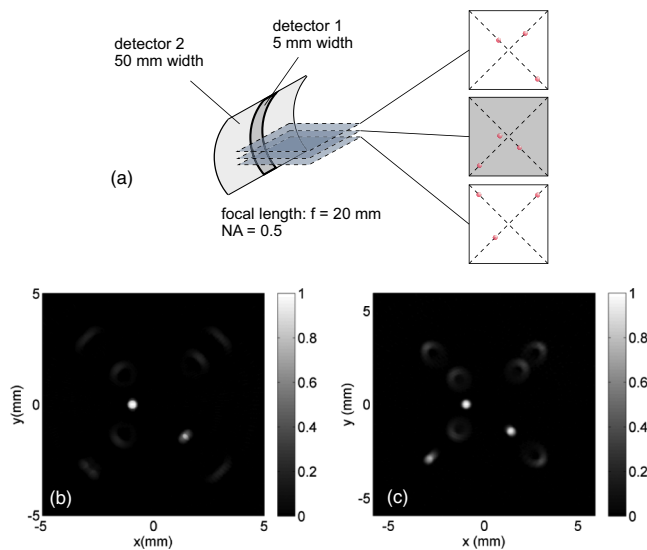 detector 1
5 mm width
detector 2
50 mm width
(a)
focal length: f = 20 mm
NA = 0.5
5
0
-5
y(mm)
-5
0
5
x(mm)
(b)
1
0.8
0.6
0.4
0.2
0
5
0
-5
y (mm)
-5
0
5
x (mm)
(c)
1
0.8
0.6
0.4
0.2
0